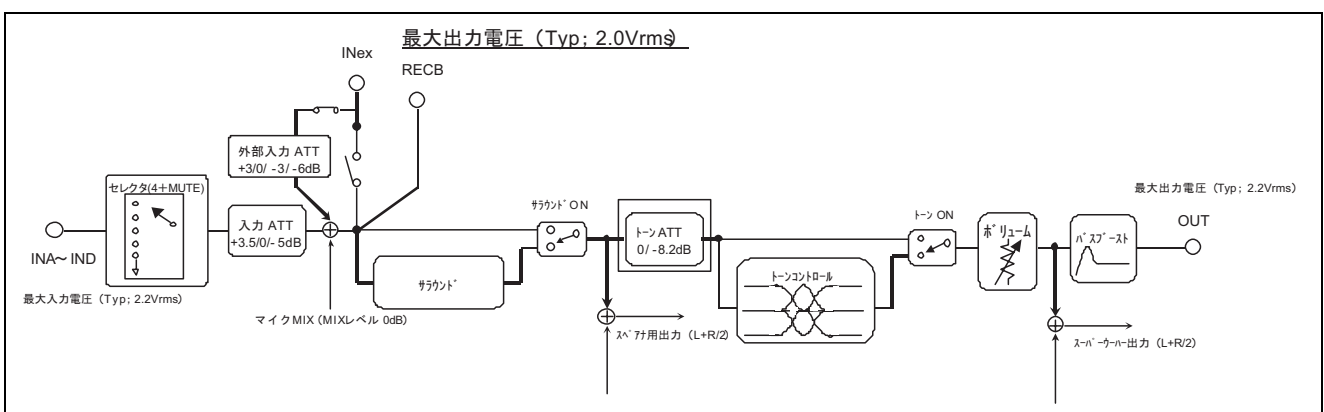 最大出力電圧（Typ; 2.0Vrms）
INex
RECB
外部入力 ATT
+3/0/ -3/ -6dB
セレクタ(4＋MUTE)
最大出力電圧（Typ; 2.2Vrms）
ｻﾗｳﾝﾄﾞ ON
ﾄｰﾝ ATT
0/ -8.2dB
ﾄｰﾝ ON
ﾎﾞﾘｭｰﾑ
ﾊﾞｽﾌﾞｰｽﾄ
OUT
入力 ATT
+3.5/0/ - 5dB
INA～ IND
ｻﾗｳﾝﾄﾞ
ﾄｰﾝｺﾝﾄﾛｰﾙ
最大入力電圧（Typ; 2.2Vrms）
マイクMIX（MIXレベル 0dB）
ｽﾍﾟｱﾅ用出力（L+R/2）
ｽｰﾊﾟｰｳｰﾊｰ出力（L+R/2）